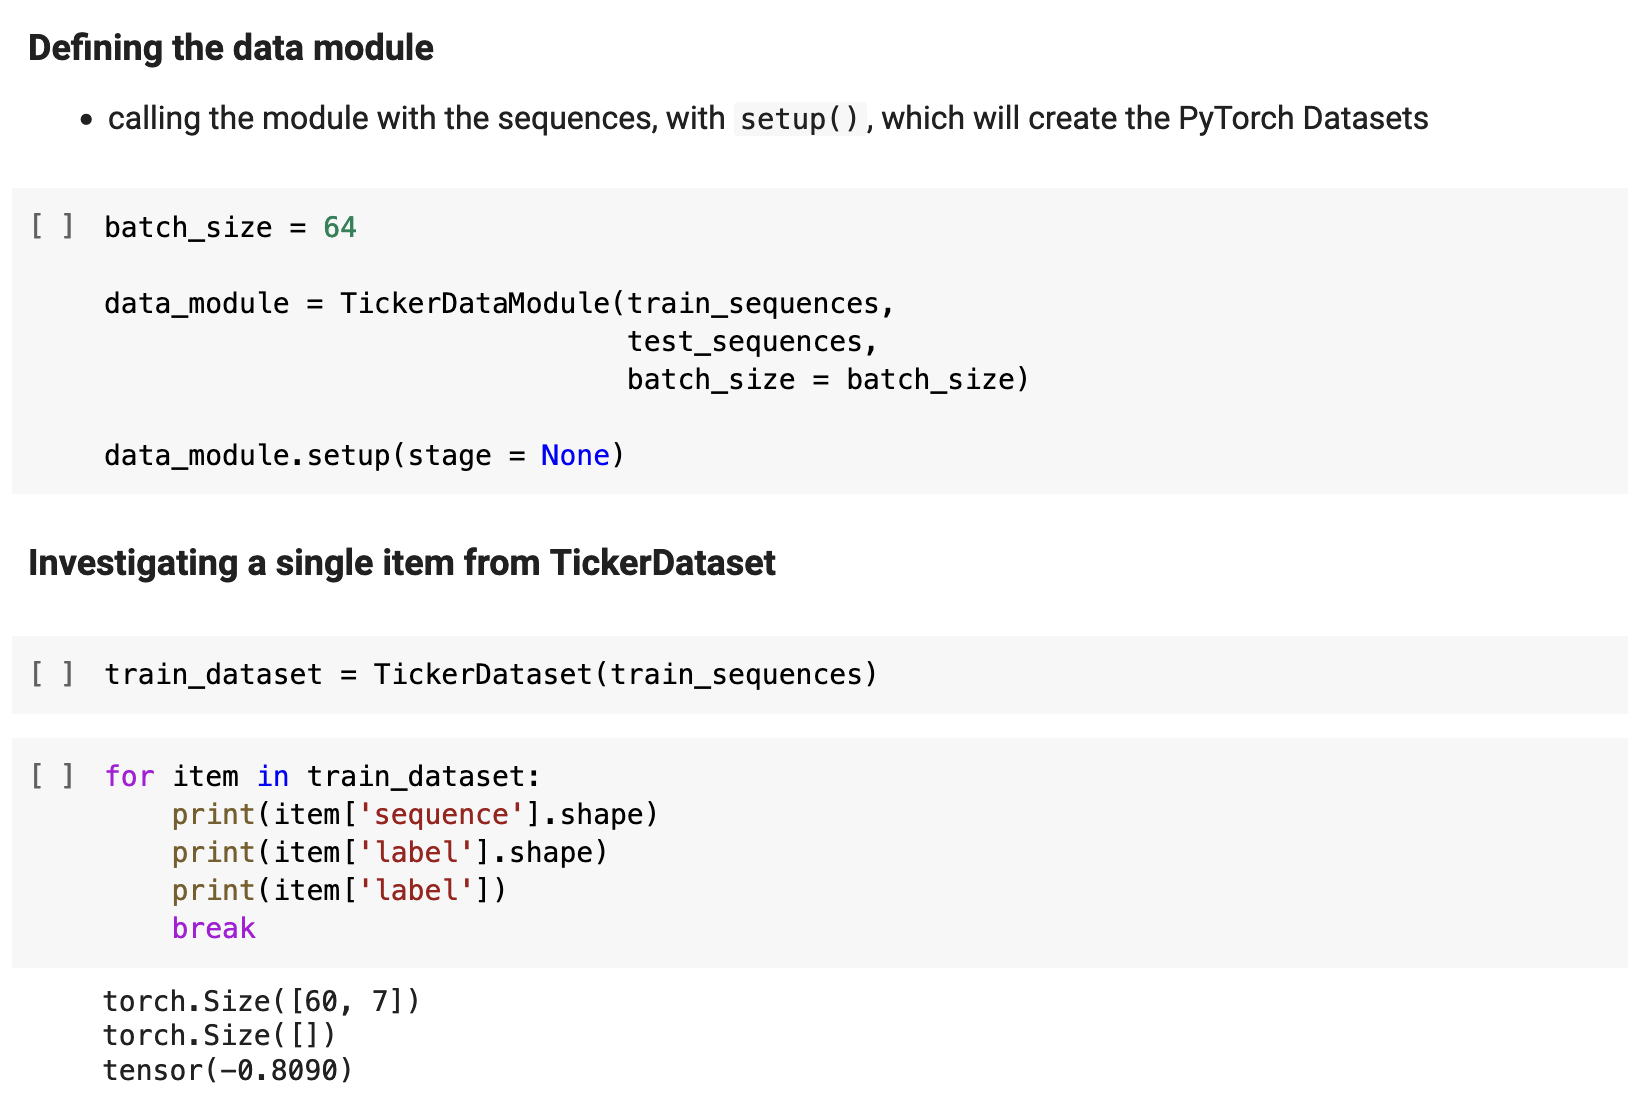 Defining the data module
• calling the module with the sequences, with setup(), which will create the PyTorch Datasets
[ ] batch_size = 64
data_module = TickerDataModule(train_sequences,
test_sequences,
batch_size = batch_size)
data_module.setup(stage = None)
Investigating a single item from TickerDataset
[ ] train_dataset = TickerDataset(train_sequences)
[ ] for item in train_dataset:
print(item['sequence'].shape)
print(item['label'].shape)
print(item['label'])
break
torch.Size([60, 7])
torch.Size([])
tensor(-0.8090)